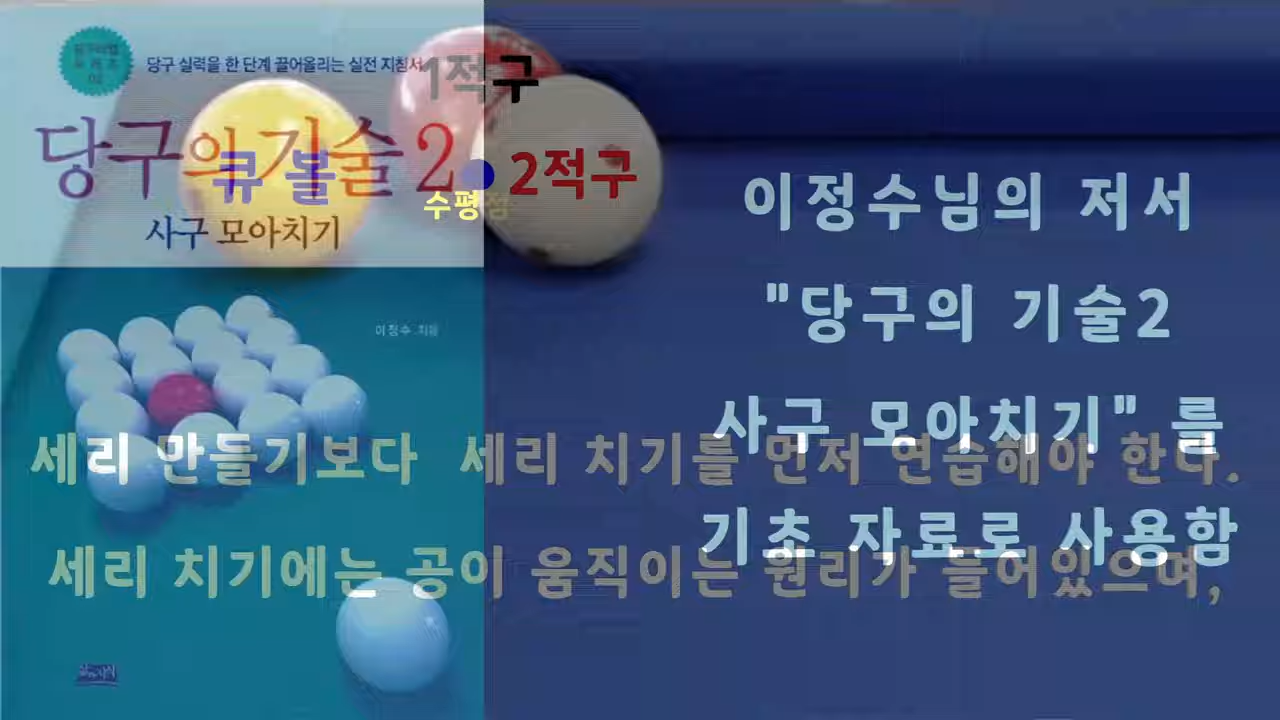 당구 실력을 한 단계 끌어올리는 실전 지침서
1적구
당구의 기술 2
큐 볼
2적구
수평점
사구 모아치기
이정수 지음
이정수님의 저서
"당구의 기술2
사구 모아치기" 를
기초 자료로 사용함
세리 만들기보다 세리 치기를 먼저 연습해야 한다.
세리 치기에는 공이 움직이는 원리가 들어있으며,